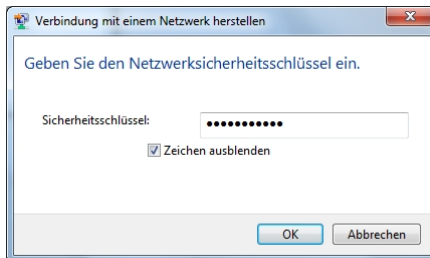 Verbindung mit einem Netzwerk herstellen
Geben Sie den Netzwerksicherheitsschlüssel ein.
Sicherheitsschlüssel: •••••••••••
Zeichen ausblenden
OK Abbrechen